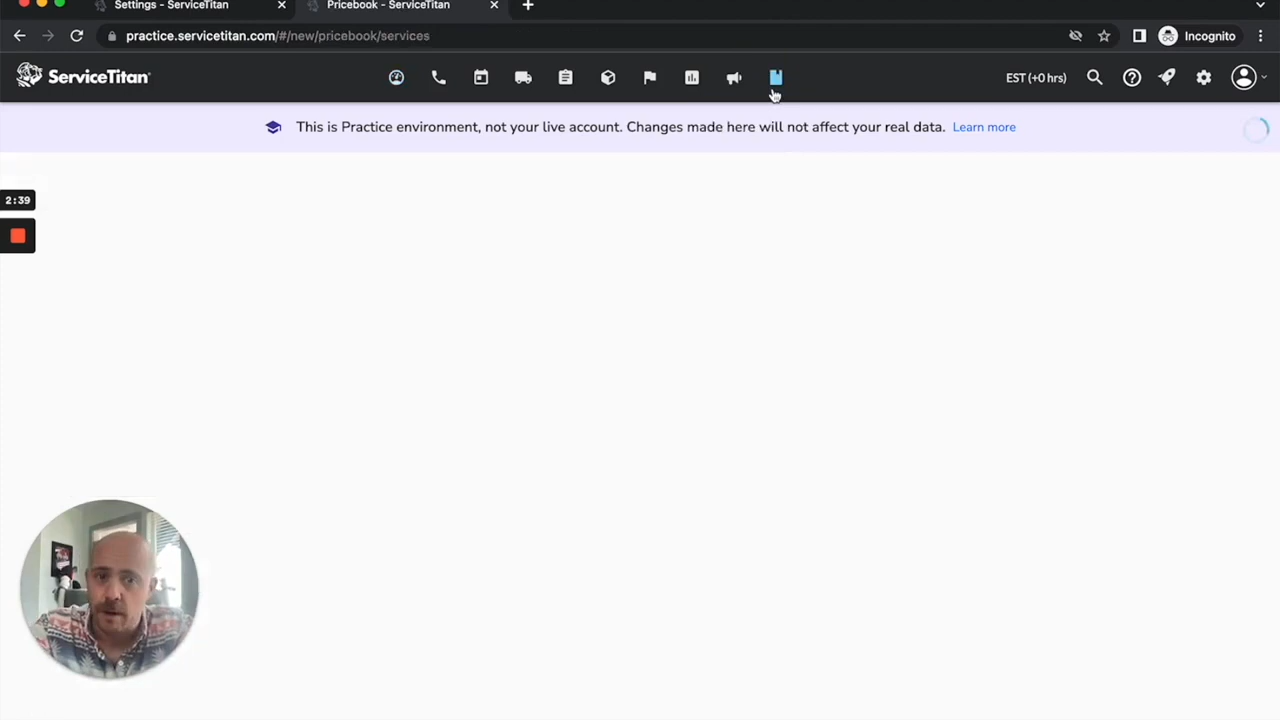 Settings - ServiceTitan
Pricebook - ServiceTitan
practice.servicetitan.com/#/new/pricebook/services
Incognito
ServiceTitan
EST (+0 hrs)
This is Practice environment, not your live account. Changes made here will not affect your real data. Learn more
2:39